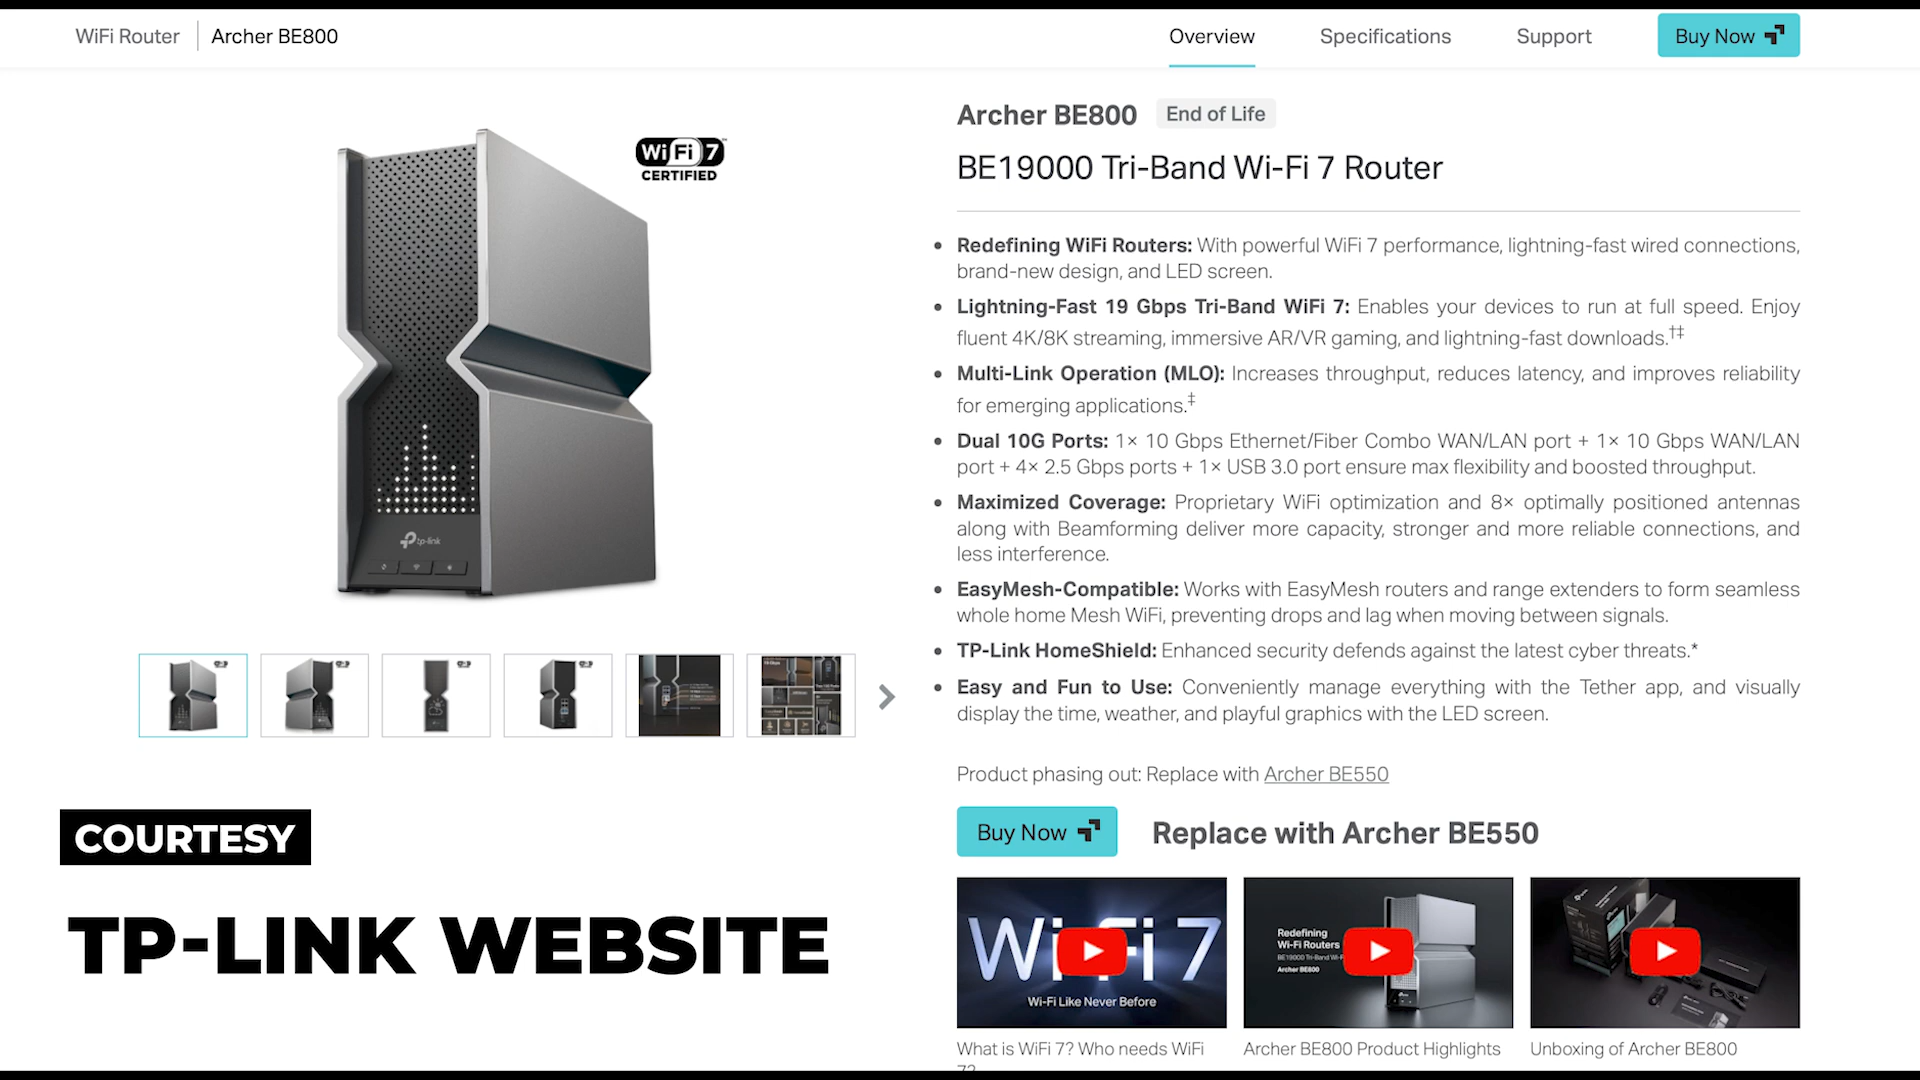 WiFi Router
Archer BE800
Overview
Specifications
Support
Buy Now
WiFi 7
CERTIFIED
tp-link
Archer BE800
End of Life
BE19000 Tri-Band Wi-Fi 7 Router
Redefining WiFi Routers: With powerful WiFi 7 performance, lightning-fast wired connections,
brand-new design, and LED screen.
Lightning-Fast 19 Gbps Tri-Band WiFi 7: Enables your devices to run at full speed. Enjoy
fluent 4K/8K streaming, immersive AR/VR gaming, and lightning-fast downloads.†‡
Multi-Link Operation (MLO): Increases throughput, reduces latency, and improves reliability
for emerging applications.‡
Dual 10G Ports: 1× 10 Gbps Ethernet/Fiber Combo WAN/LAN port + 1× 10 Gbps WAN/LAN
port + 4× 2.5 Gbps ports + 1× USB 3.0 port ensure max flexibility and boosted throughput.
Maximized Coverage: Proprietary WiFi optimization and 8× optimally positioned antennas
along with Beamforming deliver more capacity, stronger and more reliable connections, and
less interference.
EasyMesh-Compatible: Works with EasyMesh routers and range extenders to form seamless
whole home Mesh WiFi, preventing drops and lag when moving between signals.
TP-Link HomeShield: Enhanced security defends against the latest cyber threats.*
Easy and Fun to Use: Conveniently manage everything with the Tether app, and visually
display the time, weather, and playful graphics with the LED screen.
Product phasing out: Replace with Archer BE550
Buy Now
Replace with Archer BE550
COURTESY
TP-LINK WEBSITE
WiFi 7
Wi-Fi Like Never Before
Redefining
Wi-Fi Routers
BE19000 Tri-Band Wi-F
Archer BE800
What is WiFi 7? Who needs WiFi
7?
Archer BE800 Product Highlights
Unboxing of Archer BE800